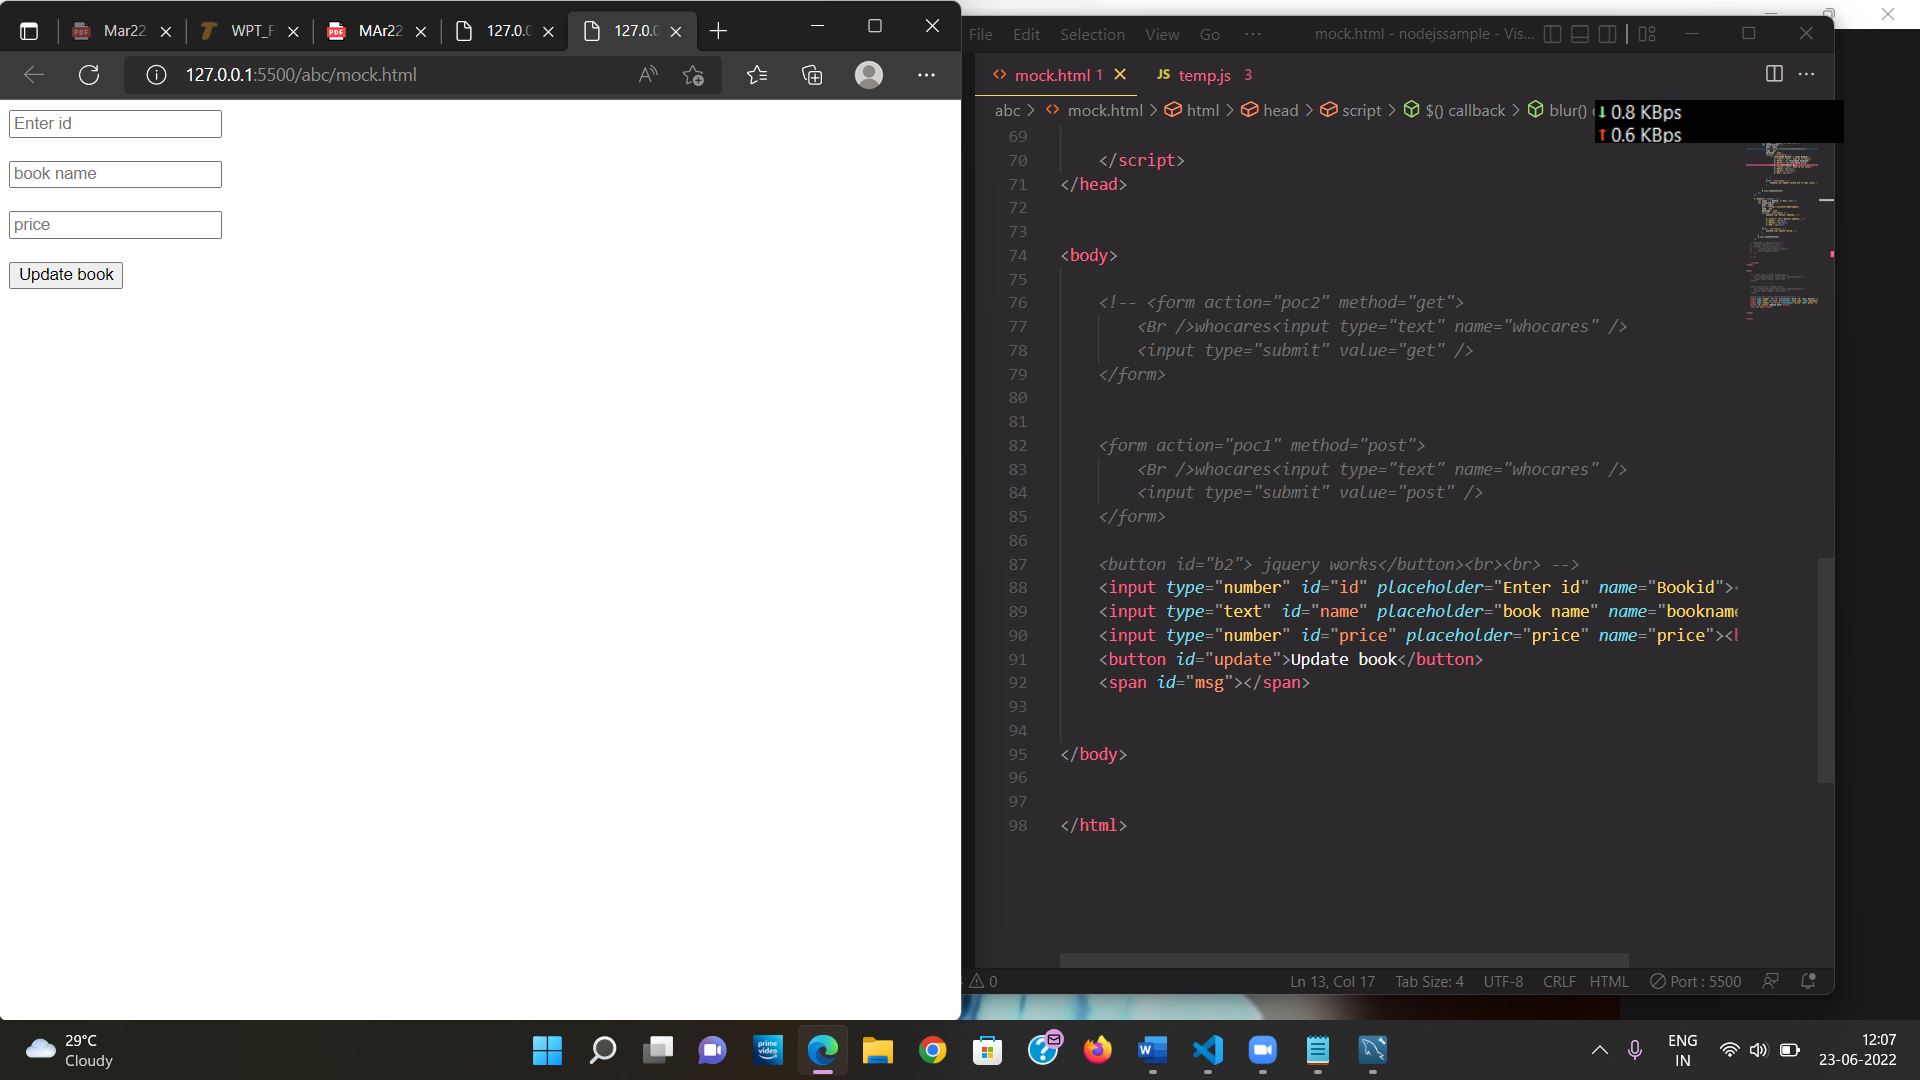 Mar22
WPT_F
MAr22
127.0.0
127.0.0
127.0.0.1:5500/abc/mock.html
Enter id
book name
price
Update book
File Edit Selection View Go ··· mock.html - nodejssample - Vis...
mock.html 1
JS temp.js 3
abc > mock.html > html > head > script > $() callback > blur()
0.8 KBps
0.6 KBps
69
70 </script>
71 </head>
72
73
74 <body>
75
76 <!-- <form action="poc2" method="get">
77 <Br />whocares<input type="text" name="whocares" />
78 <input type="submit" value="get" />
79 </form>
80
81
82 <form action="poc1" method="post">
83 <Br />whocares<input type="text" name="whocares" />
84 <input type="submit" value="post" />
85 </form>
86
87 <button id="b2"> jquery works</button><br><br> -->
88 <input type="number" id="id" placeholder="Enter id" name="Bookid"><
89 <input type="text" id="name" placeholder="book name" name="bookname
90 <input type="number" id="price" placeholder="price" name="price"><b
91 <button id="update">Update book</button>
92 <span id="msg"></span>
93
94
95 </body>
96
97
98 </html>
0 Ln 13, Col 17 Tab Size: 4 UTF-8 CRLF HTML Port : 5500
29°C
Cloudy
prime
video
ENG
IN
12:07
23-06-2022